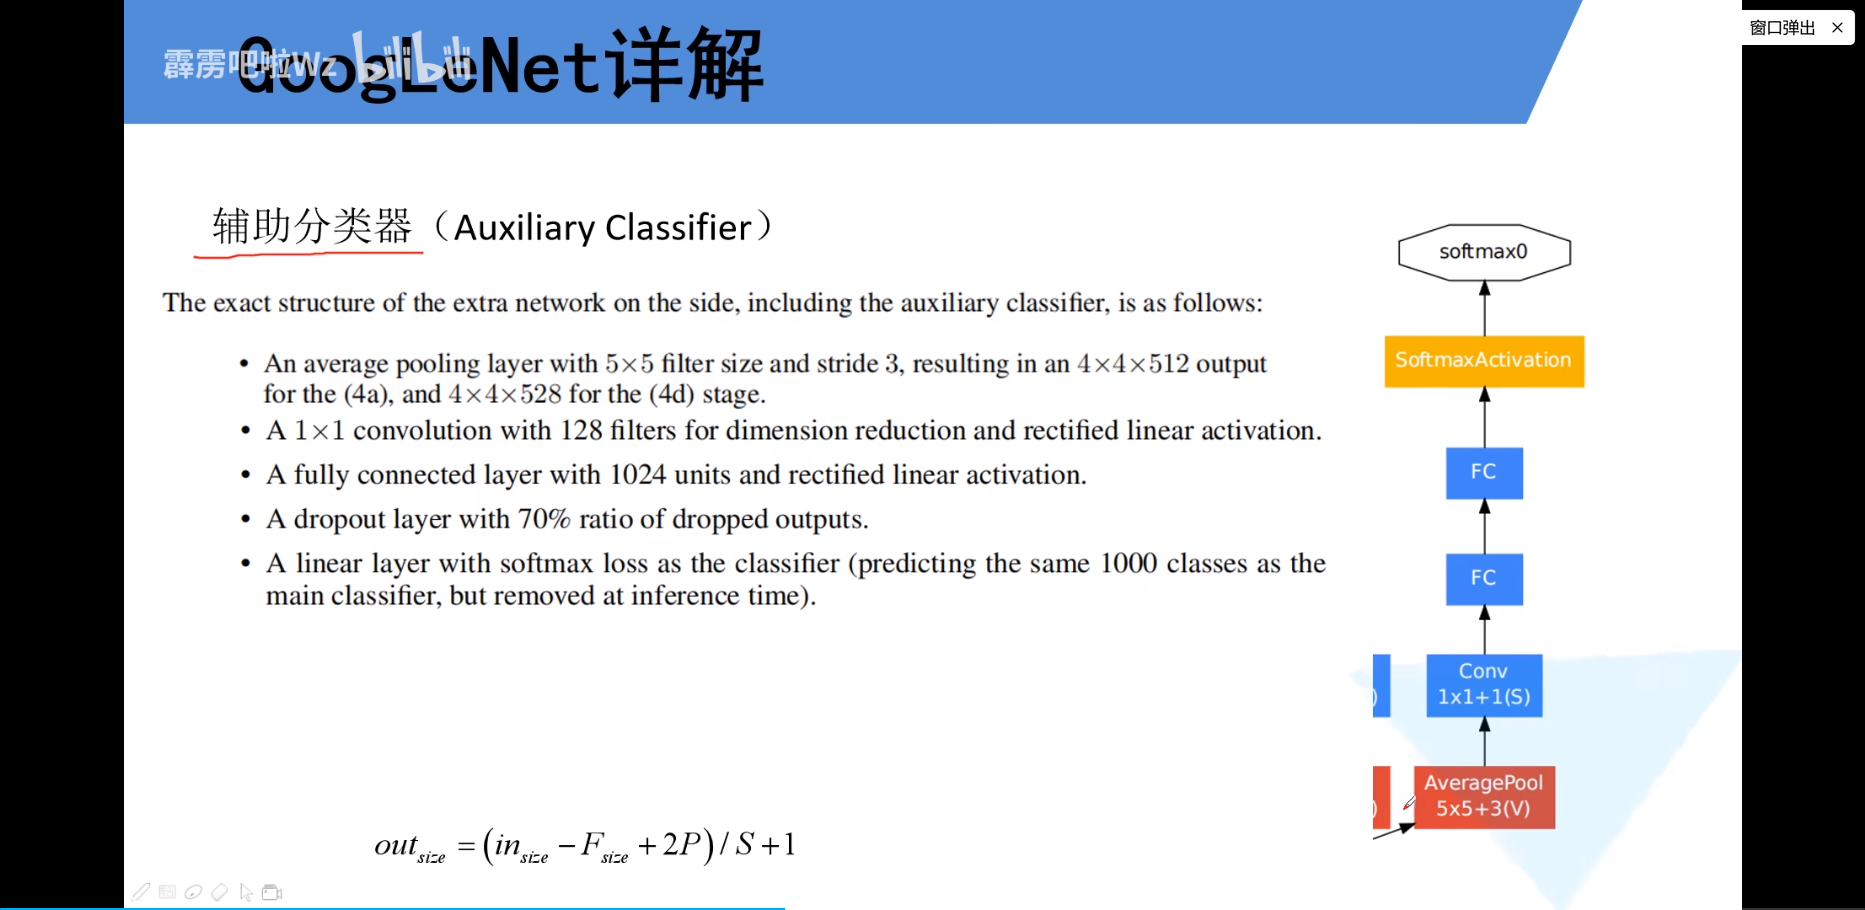 GoogLeNet详解
霹雳吧啦Wz bilibili
窗口弹出 ×
辅助分类器（Auxiliary Classifier）
The exact structure of the extra network on the side, including the auxiliary classifier, is as follows:
• An average pooling layer with 5×5 filter size and stride 3, resulting in an 4×4×512 output
for the (4a), and 4×4×528 for the (4d) stage.
• A 1×1 convolution with 128 filters for dimension reduction and rectified linear activation.
• A fully connected layer with 1024 units and rectified linear activation.
• A dropout layer with 70% ratio of dropped outputs.
• A linear layer with softmax loss as the classifier (predicting the same 1000 classes as the
main classifier, but removed at inference time).
out_size = (in_size − F_size + 2P) / S + 1
softmax0
SoftmaxActivation
FC
FC
Conv
1x1+1(S)
)
AveragePool
5x5+3(V)
)